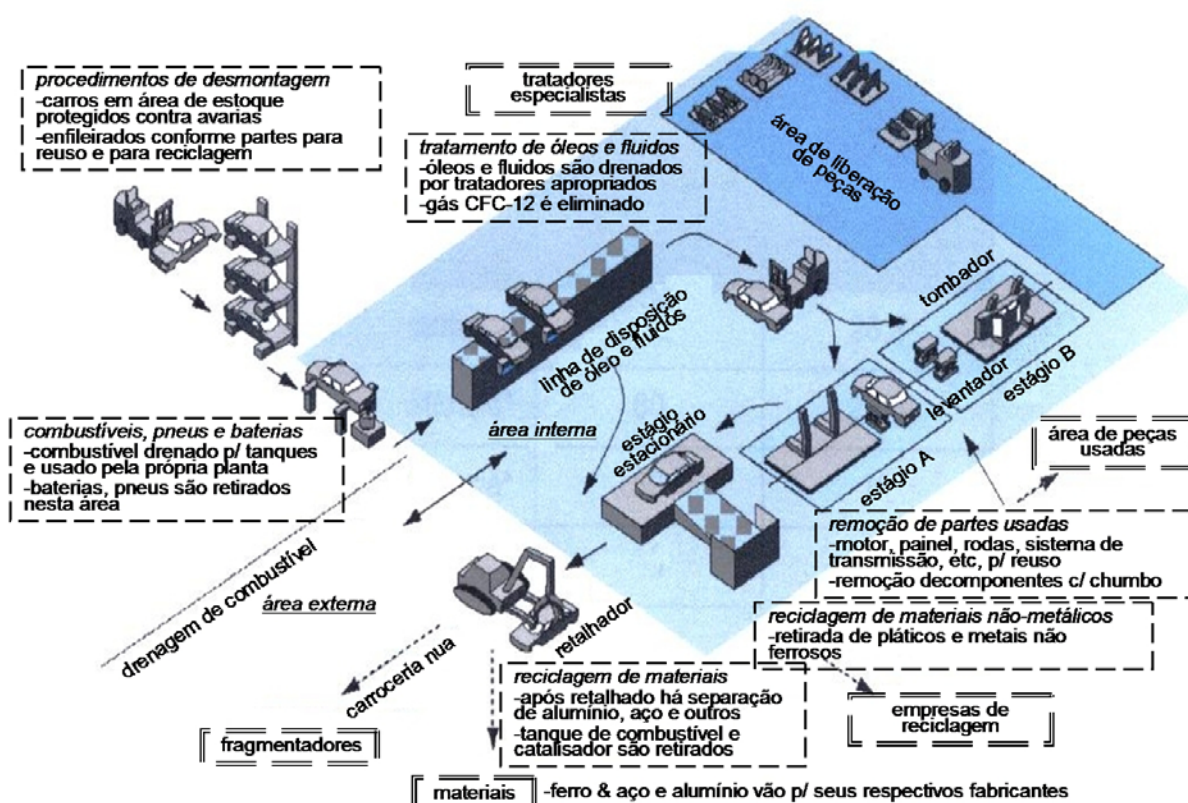 procedimentos de desmontagem
-carros em área de estoque
protegidos contra avarias
-enfileirados conforme partes para
reuso e para reciclagem
tratadores
especialistas
tratamento de óleos e fluidos
-óleos e fluidos são drenados
por tratadores apropriados
-gás CFC-12 é eliminado
área de liberação
de peças
linha de disposição
de ólep e fluidos
tombador
levantador
estágio B
estágio A
estágio
estacionário
área interna
combustíveis, pneus e baterias
-combustível drenado p/ tanques
e usado pela própria planta
-baterias, pneus são retirados
nesta área
área de peças
usadas
remoção de partes usadas
-motor, painel, rodas, sistema de
transmissão, etc, p/ reuso
-remoção decomponentes c/ chumbo
drenagem de combustível
área externa
carroceria nua
retalhador
reciclagem de materiais não-metálicos
-retirada de pláticos e metais não
ferrosos
reciclagem de materiais
-após retalhado há separação
de alumínio, aço e outros
-tanque de combustível e
catalisador são retirados
empresas de
reciclagem
fragmentadores
materiais
-ferro & aço e alumínio vão p/ seus respectivos fabricantes